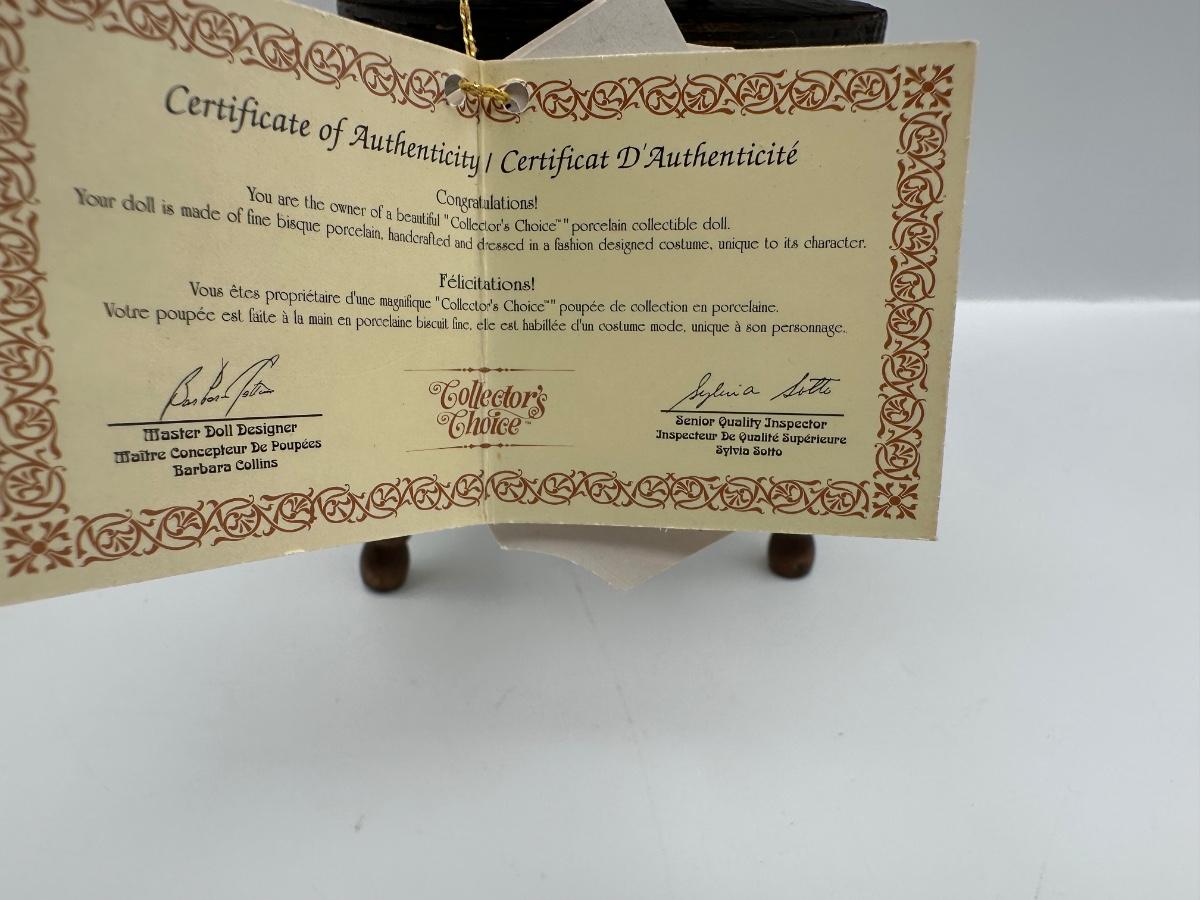 Certificate of Authenticity / Certificat D'Authenticité
Congratulations!
You are the owner of a beautiful "Collector's Choice™" porcelain collectible doll.
Your doll is made of fine bisque porcelain, handcrafted and dressed in a fashion designed costume, unique to its character.
Félicitations!
Vous êtes propriétaire d'une magnifique "Collector's Choice™" poupée de collection en porcelaine.
Votre poupée est faite à la main en porcelaine biscuit fine, elle est habillée d'un costume mode, unique à son personnage.
Barbara Collins
Master Doll Designer
Maître Concepteur De Poupées
Barbara Collins
Collector's
Choice™
Sylvia Sotto
Senior Quality Inspector
Inspecteur De Qualité Supérieure
Sylvia Sotto